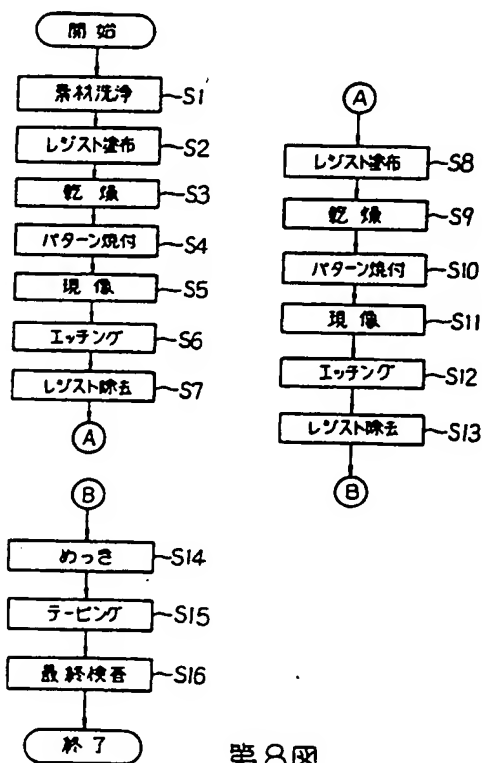 開始
素材洗浄 S1
レジスト塗布 S2
乾燥 S3
パターン焼付 S4
現像 S5
エッチング S6
レジスト除去 S7
A
A
レジスト塗布 S8
乾燥 S9
パターン焼付 S10
現像 S11
エッチング S12
レジスト除去 S13
B
B
めっき S14
テーピング S15
最終検査 S16
終了
第8図